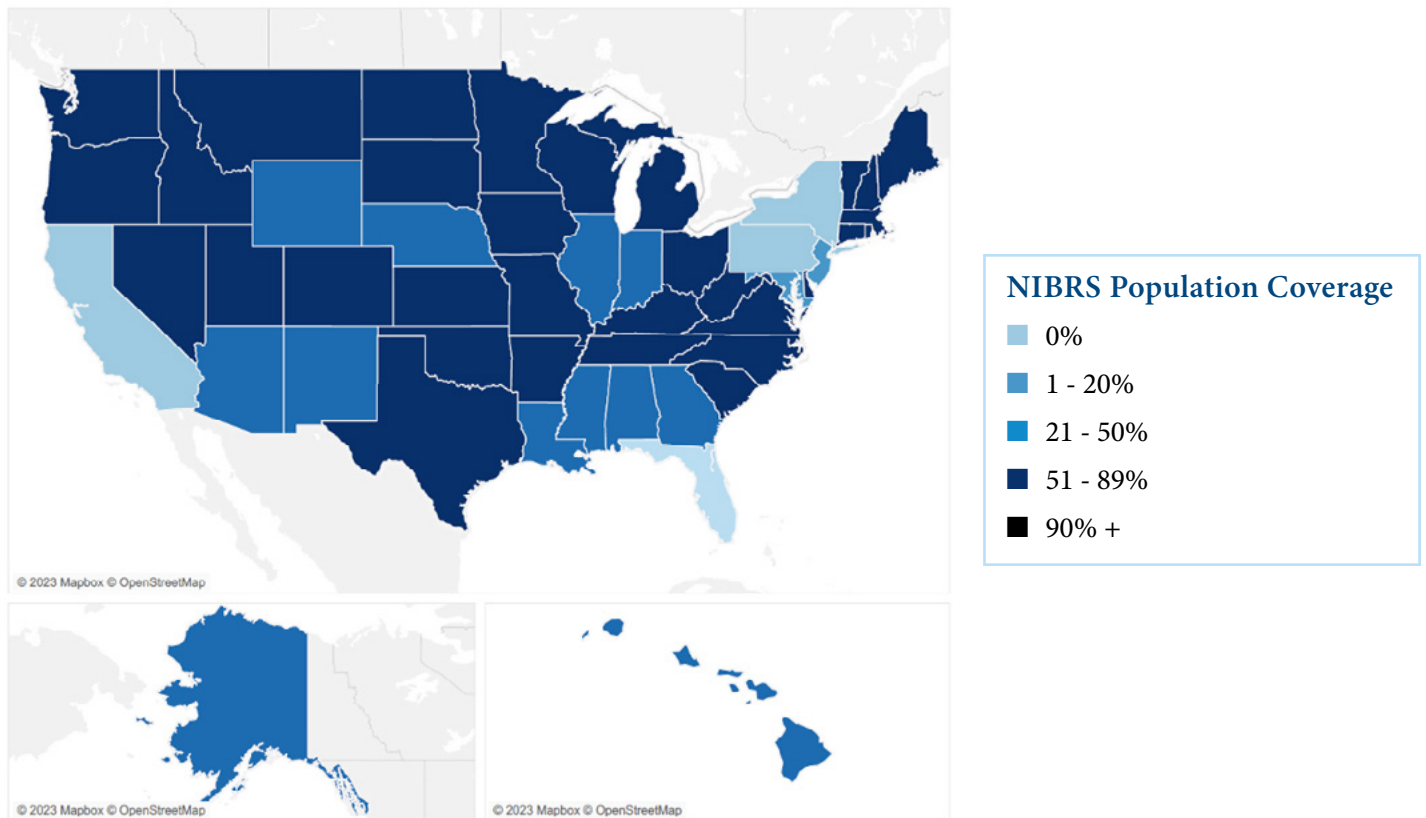 © 2023 Mapbox © OpenStreetMap
© 2023 Mapbox © OpenStreetMap
© 2023 Mapbox © OpenStreetMap
NIBRS Population Coverage
0%
1 - 20%
21 - 50%
51 - 89%
90% +